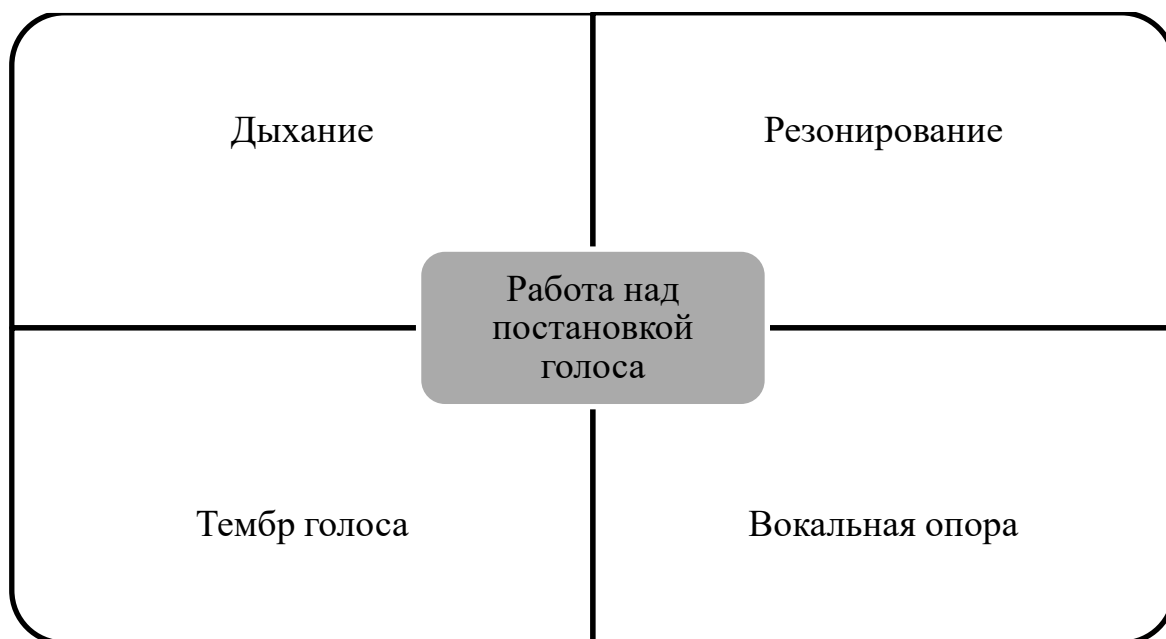 Дыхание
Резонирование
Работа над
постановкой
голоса
Тембр голоса
Вокальная опора